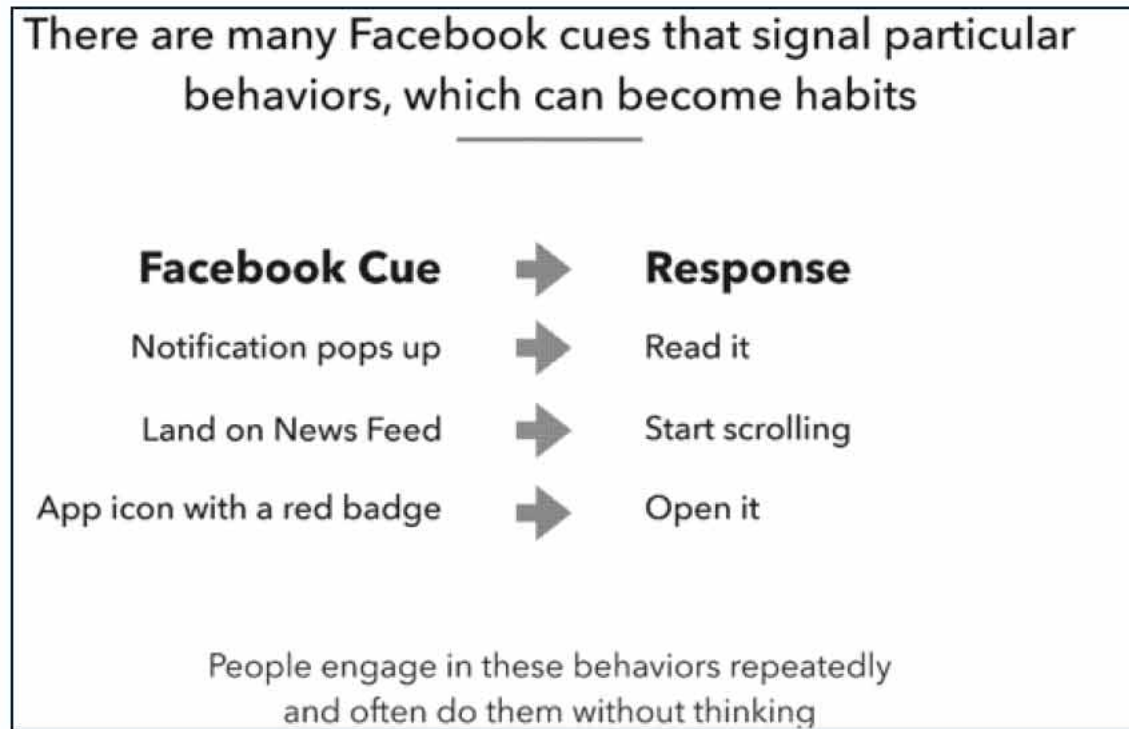 There are many Facebook cues that signal particular
behaviors, which can become habits
Facebook Cue Response
Notification pops up Read it
Land on News Feed Start scrolling
App icon with a red badge Open it
People engage in these behaviors repeatedly
and often do them without thinking